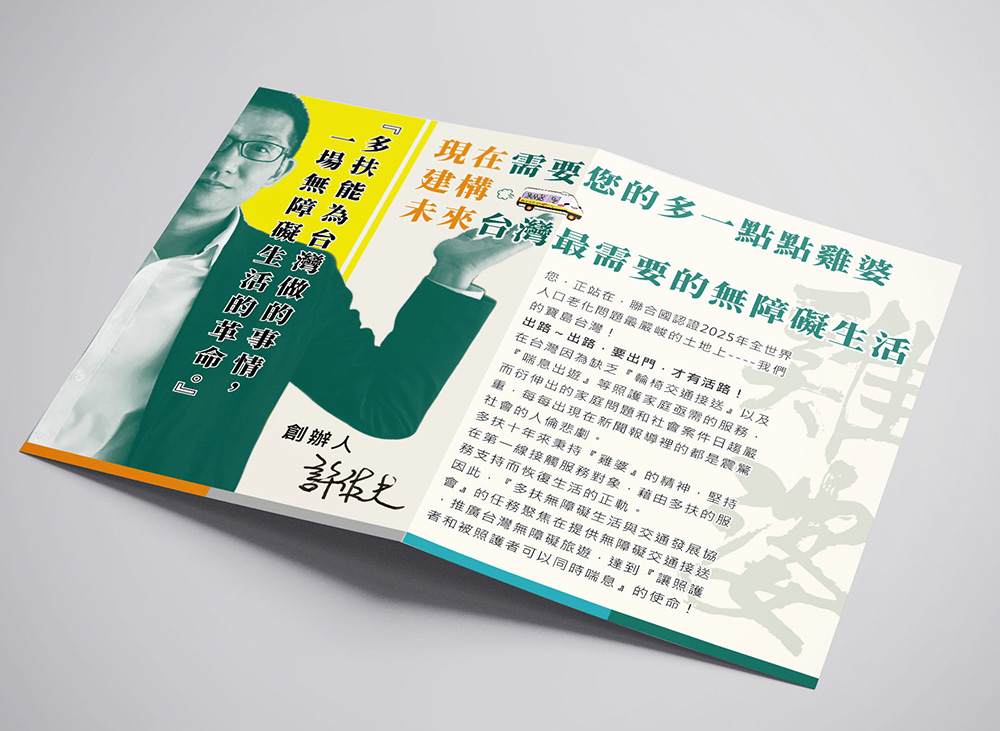 『多扶能為台灣做的事情，
一場無障礙生活的革命。』
創辦人
現在需要您的多一點點雞婆
建構
未來台灣最需要的無障礙生活
您．正站在．聯合國認證2025年全世界
人口老化問題最嚴峻的土地上----我們
的寶島台灣！
出路~出路．要出門．才有活路！
在台灣因為缺乏『輪椅交通接送』以及
『喘息出遊』等照護家庭亟需的服務．
而衍伸出的家庭問題和社會案件日趨嚴
重．每每出現在新聞報導裡的都是震驚
社會的人倫悲劇。
多扶十年來秉持『雞婆』的精神．堅持
在第一線接觸服務對象．藉由多扶的服
務支持而恢復生活的正軌。
因此．『多扶無障礙生活與交通發展協
會』的任務聚焦在提供無障礙交通接送
．推廣台灣無障礙旅遊．達到『讓照護
者和被照護者可以同時喘息』的使命！
雞婆